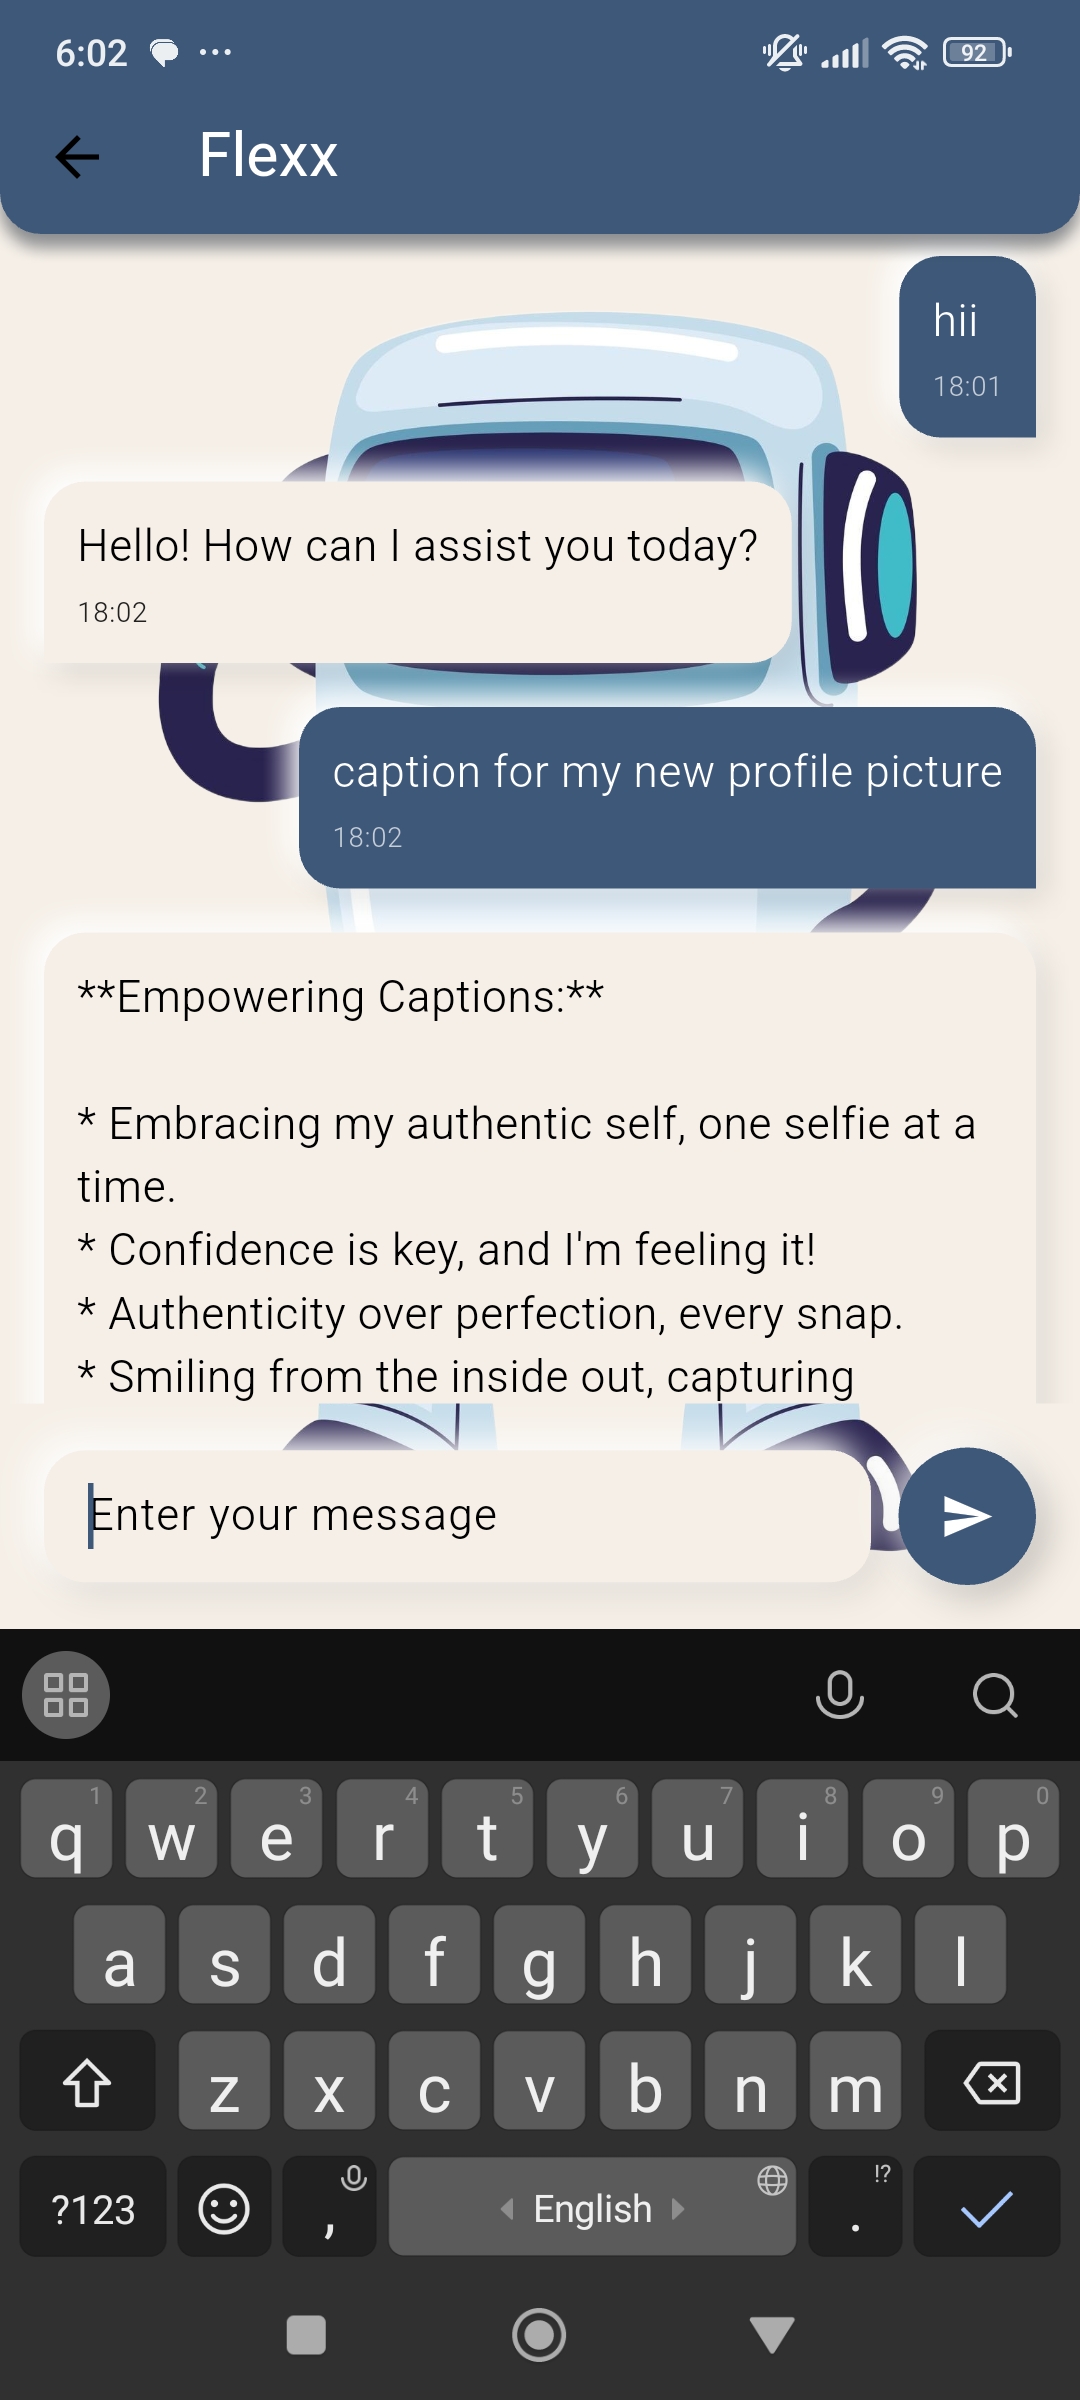 6:02
92
Flexx
hii
18:01
Hello! How can I assist you today?
18:02
caption for my new profile picture
18:02
**Empowering Captions:**
* Embracing my authentic self, one selfie at a
time.
* Confidence is key, and I'm feeling it!
* Authenticity over perfection, every snap.
* Smiling from the inside out, capturing
Enter your message
1 2 3 4 5 6 7 8 9 0
q w e r t y u i o p
a s d f g h j k l
z x c v b n m
!?
?123 , English .